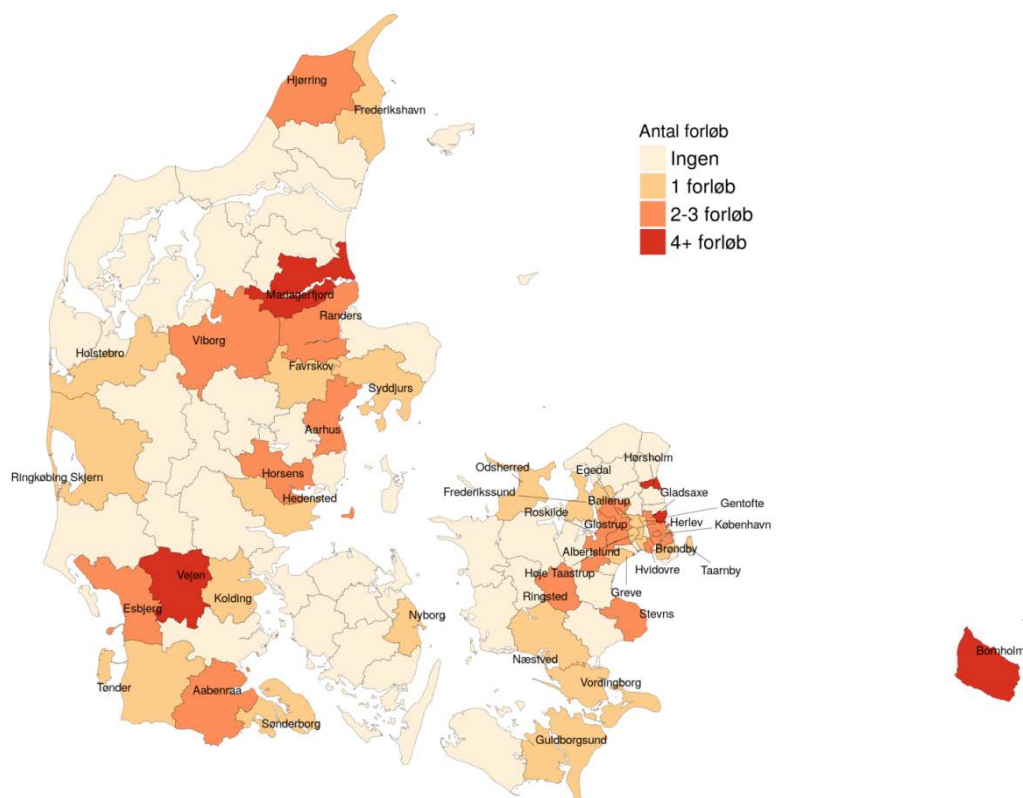 Hjørring
Frederikshavn
Antal forløb
Ingen
1 forløb
2-3 forløb
4+ forløb
Mariagerfjord
Randers
Viborg
Holstebro
Favrskov
Syddjurs
Aarhus
Ringkøbing Skjern
Horsens
Hedensted
Hørsholm
Odsherred
Egedal
Gladsaxe
Frederikssund
Ballerup
Gentofte
Roskilde
Glostrup
Herlev
København
Albertslund
Brøndby
Hvidovre
Taarnby
Høje Taastrup
Vejen
Kolding
Esbjerg
Ringsted
Greve
Nyborg
Stevns
Næstved
Bornholm
Tønder
Aabenraa
Sønderborg
Vordingborg
Guldborgsund